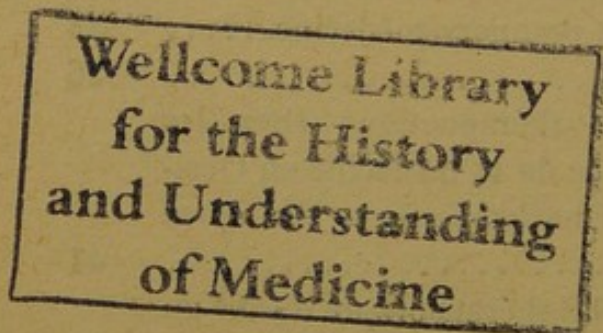 Wellcome Library
for the History
and Understanding
of Medicine